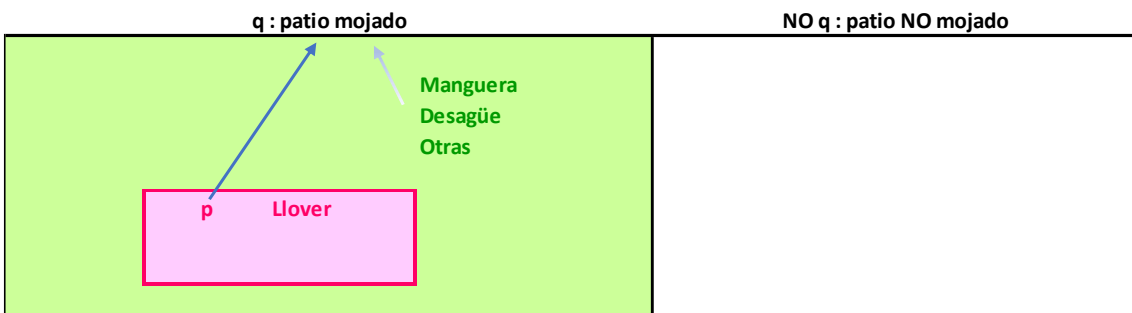 q : patio mojado
NO q : patio NO mojado
Manguera
Desagüe
Otras
p Llover